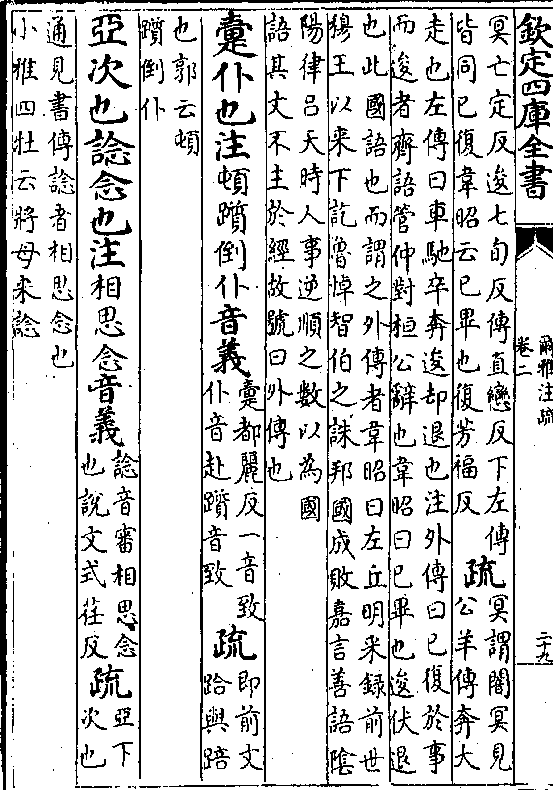 欽定四庫全書
爾雅注疏
卷二
二十九
冥亡定反逡七旬反傳直戀反下左傳
皆同已復韋昭云已畢也復芳福反
疏
冥謂闇冥見
公羊傳奔大
走也左傳曰車馳卒奔逡却退也注外傳曰已復於事
而逡者齊語管仲對桓公辭也韋昭曰已畢也逡伏退
也此國語也而謂之外傳者韋昭曰左丘明采録前世
穆王以来下訖魯悼智伯之誅邦國成敗嘉言善語隂
陽律吕天時人事逆順之數以為國
語其文不主於經故號曰外傳也
疐仆也注頓躓倒仆音義
疐都麗反一音致
仆音赴躓音致
疏
即前文
跲與踣
也郭云頓
躓倒仆
亞次也諗念也注相思念音義
諗音審相思念
也說文式荏反
疏
亞下
次也
通見書傳諗者相思念也
小雅四牡云將母来諗